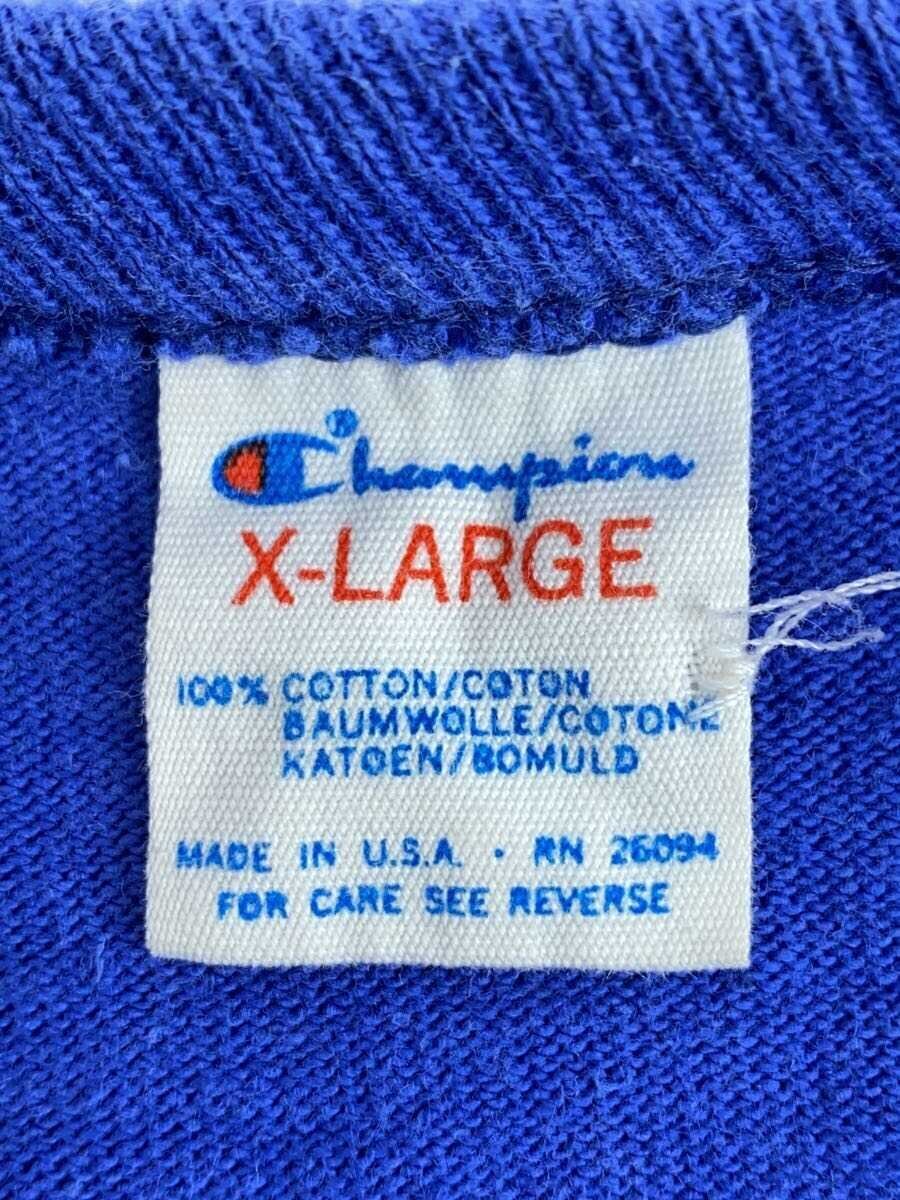 Champion®
X-LARGE
100% COTTON/COTON
BAUMWOLLE/COTONE
KATOEN/BOMULD
MADE IN U.S.A. · RN 26094
FOR CARE SEE REVERSE